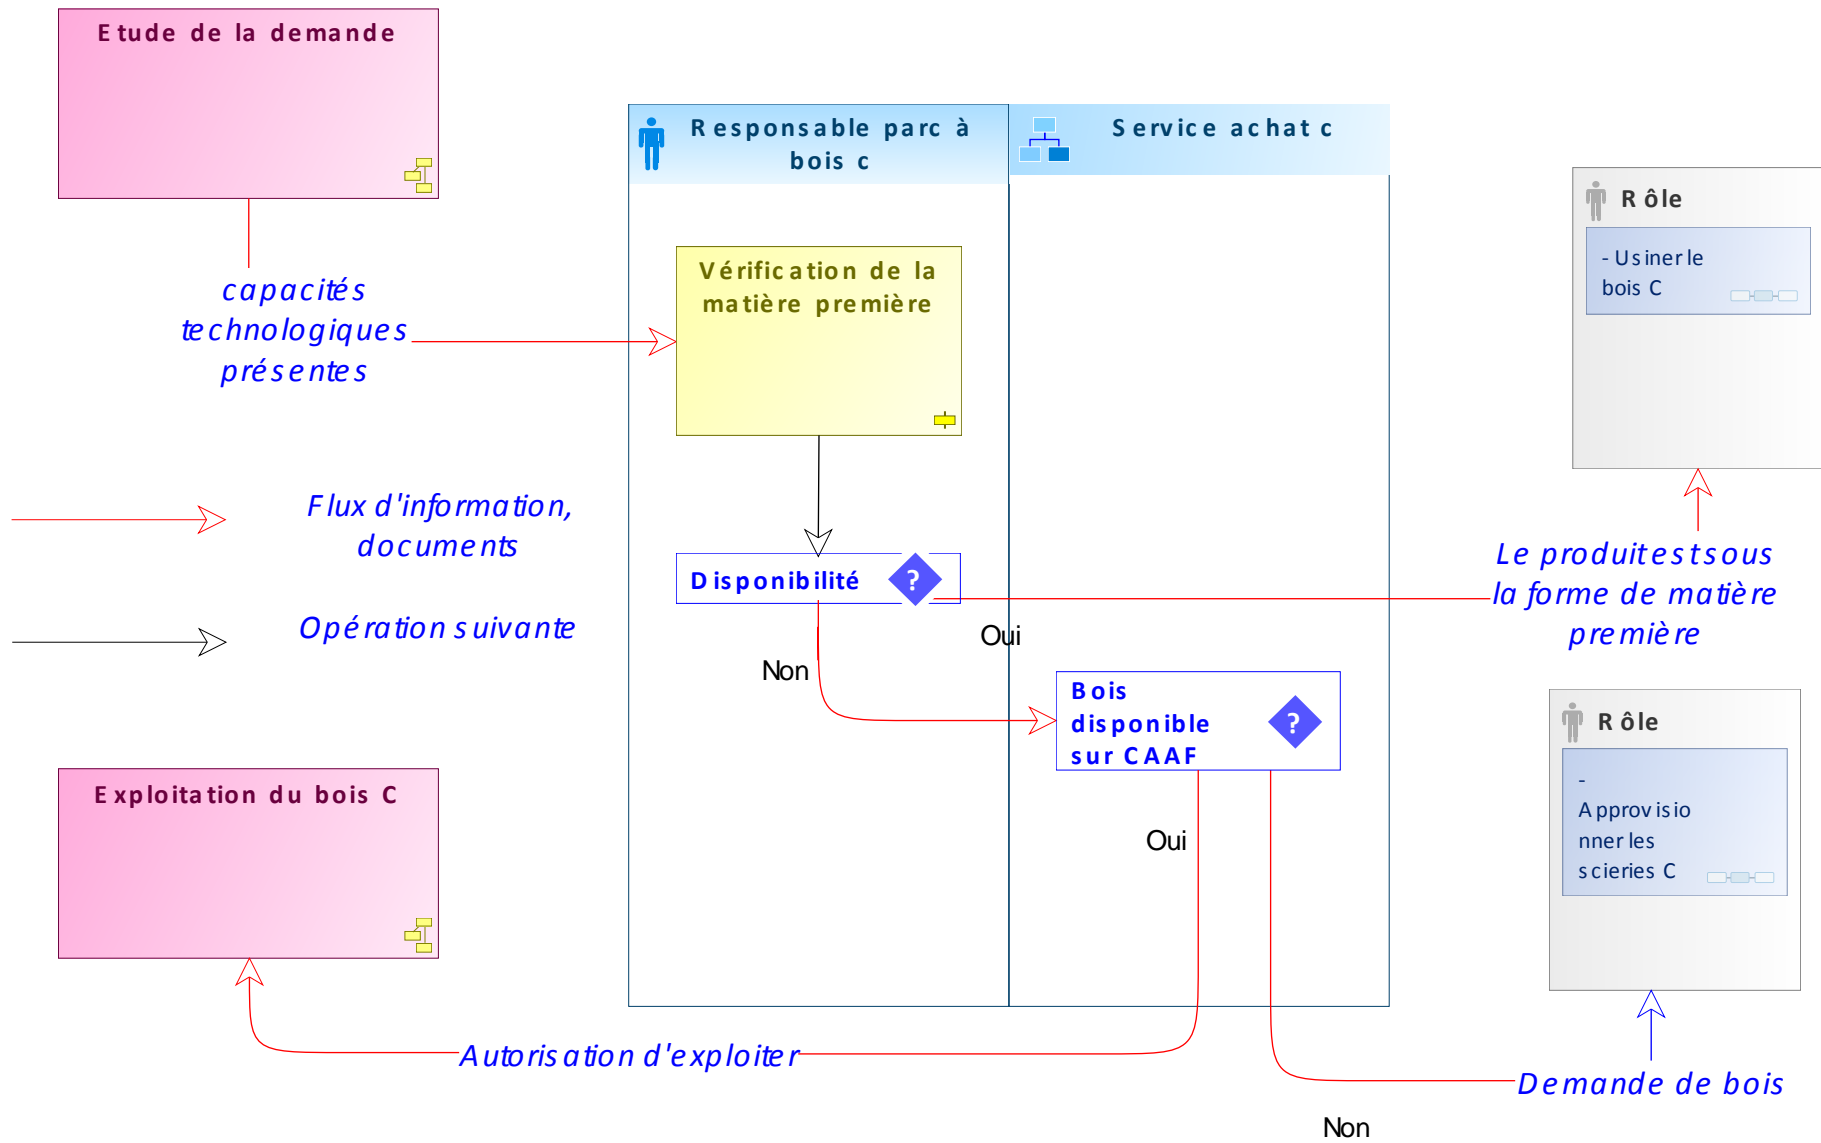 Etude de la demande
Responsable parc à
bois c
Service achat c
Rôle
- Usiner le
bois C
Vérification de la
matière première
capacités
technologiques
présentes
Flux d'information,
documents
Opération suivante
Disponibilité
?
Oui
Non
Le produit est sous
la forme de matière
première
Bois
disponible
sur CAAF
?
Rôle
-
Approvisio
nner les
scieries C
Exploitation du bois C
Oui
Autorisation d'exploiter
Demande de bois
Non